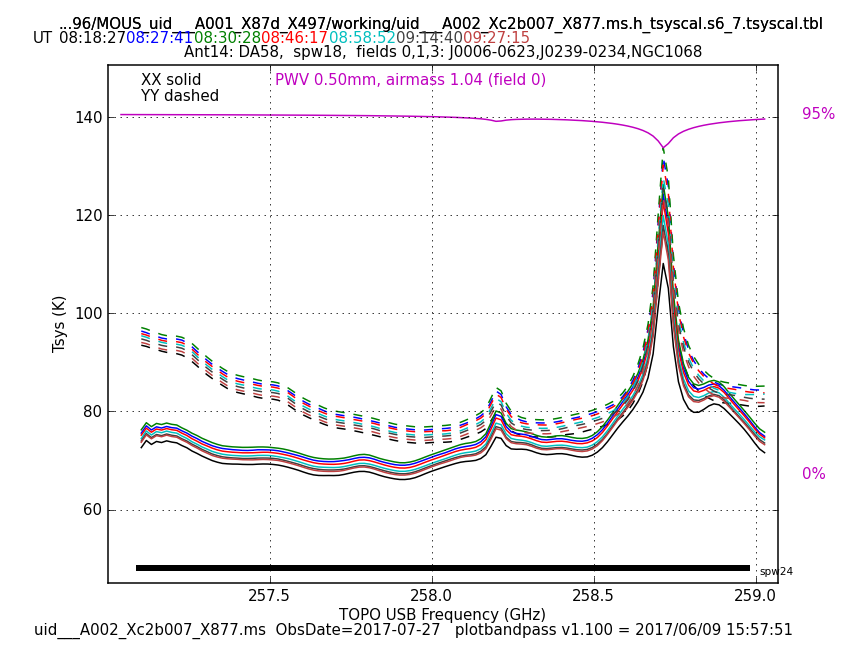 ...96/MOUS_uid___A001_X87d_X497/working/uid___A002_Xc2b007_X877.ms.h_tsyscal.s6_7.tsyscal.tbl
UT 08:18:27 08:27:41 08:30:28 08:46:17 08:58:52 09:14:40 09:27:15
Ant14: DA58, spw18, fields 0,1,3: J0006-0623,J0239-0234,NGC1068
XX solid
PWV 0.50mm, airmass 1.04 (field 0)
YY dashed
140
95%
120
100
Tsys (K)
80
0%
60
spw24
257.5 258.0 258.5 259.0
TOPO USB Frequency (GHz)
uid___A002_Xc2b007_X877.ms ObsDate=2017-07-27 plotbandpass v1.100 = 2017/06/09 15:57:51